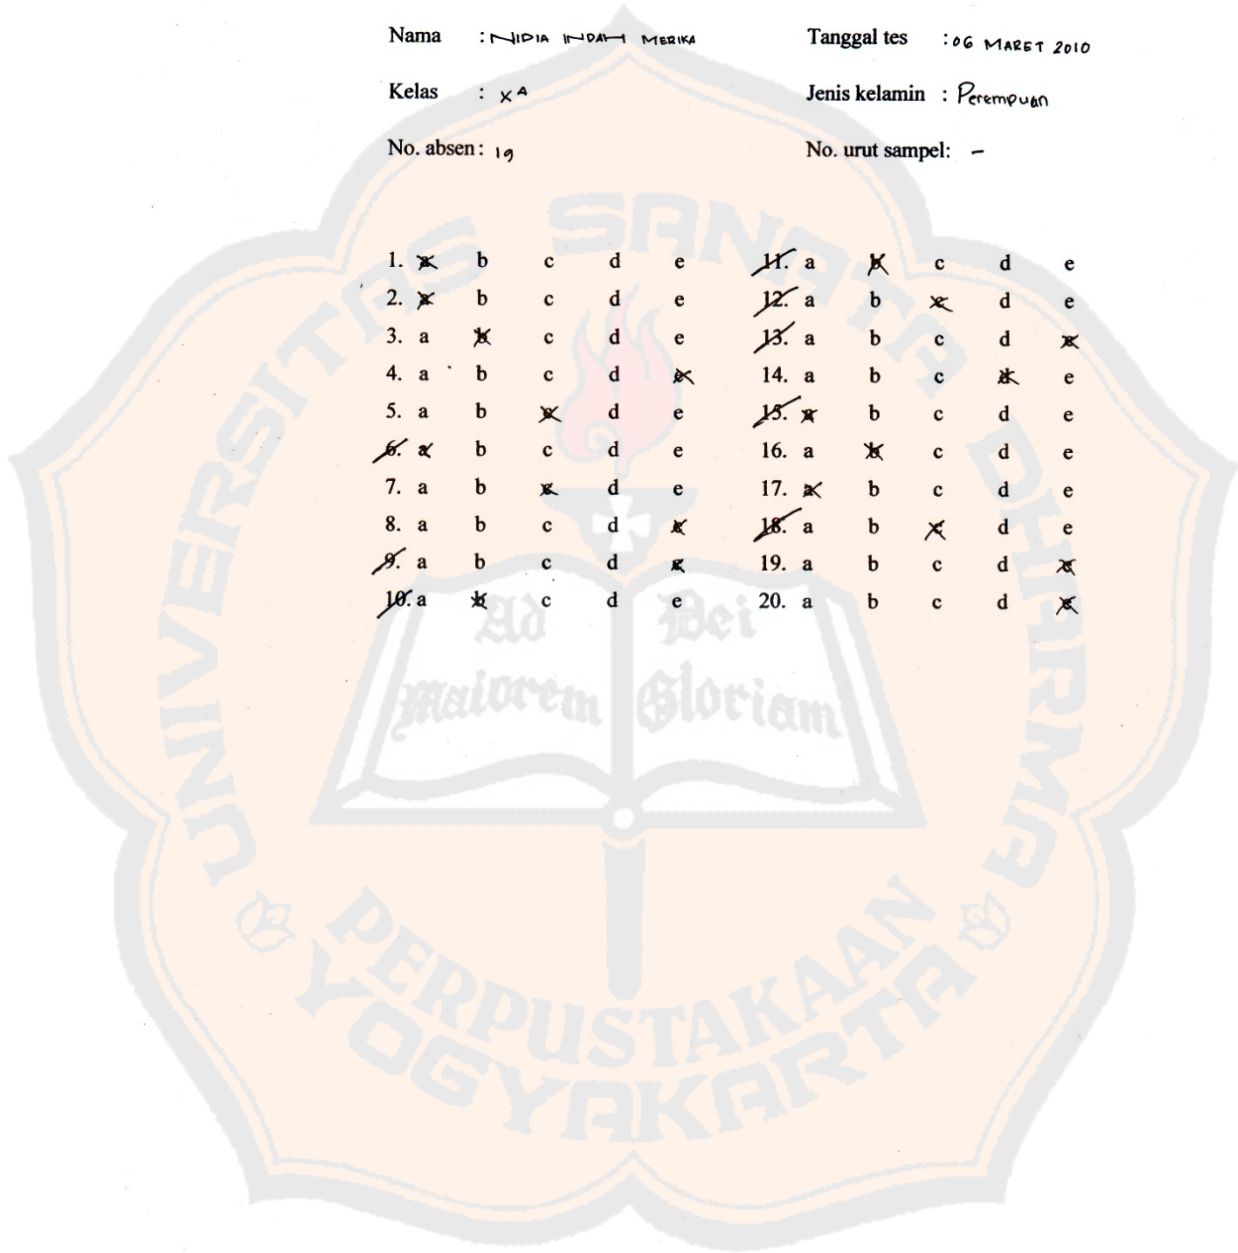 Nama : NIDIA INDAH MERIKA Tanggal tes : 06 MARET 2010
Kelas : XA Jenis kelamin : Perempuan
No. absen : 19 No. urut sampel: -
1. a b c d e 11. a b c d e
2. a b c d e 12. a b c d e
3. a b c d e 13. a b c d e
4. a b c d e 14. a b c d e
5. a b c d e 15. a b c d e
6. a b c d e 16. a b c d e
7. a b c d e 17. a b c d e
8. a b c d e 18. a b c d e
9. a b c d e 19. a b c d e
10. a b c d e 20. a b c d e
UNIVERSITAS SANATA DHARMA
Ad Dei
Maiorem Gloriam
PERPUSTAKAAN
YOGYAKARTA